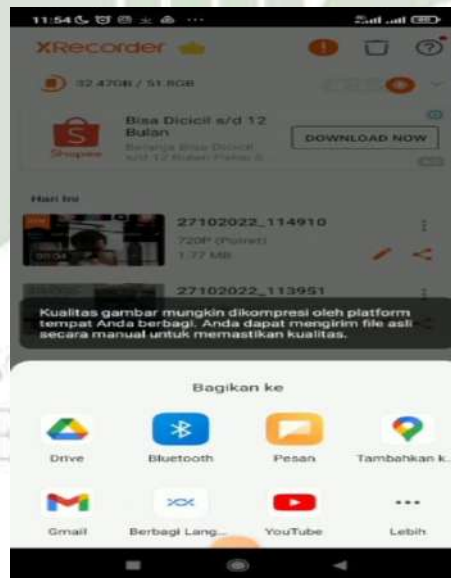 11:54
XRecorder
32.47GB / 51.8GB
Bisa Dicicil s/d 12
Bulan
DOWNLOAD NOW
Shopee
Hari Ini
27102022_114910
720P (Potret)
00:04
1.77 MB
27102022_113951
Kualitas gambar mungkin dikompresi oleh platform
tempat Anda berbagi. Anda dapat mengirim file asli
secara manual untuk memastikan kualitas.
Bagikan ke
Drive
Bluetooth
Pesan
Tambahkan k...
Gmail
Berbagi Lang...
YouTube
Lebih